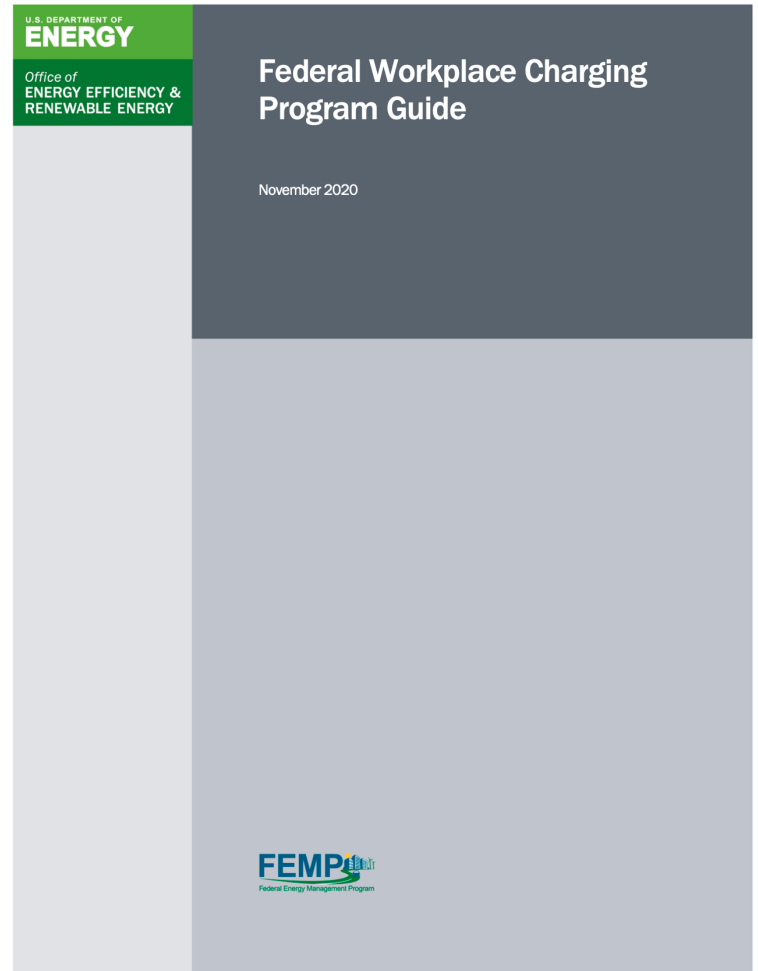 U.S. DEPARTMENT OF
ENERGY
Office of
ENERGY EFFICIENCY &
RENEWABLE ENERGY
Federal Workplace Charging
Program Guide
November 2020
FEMP
Federal Energy Management Program